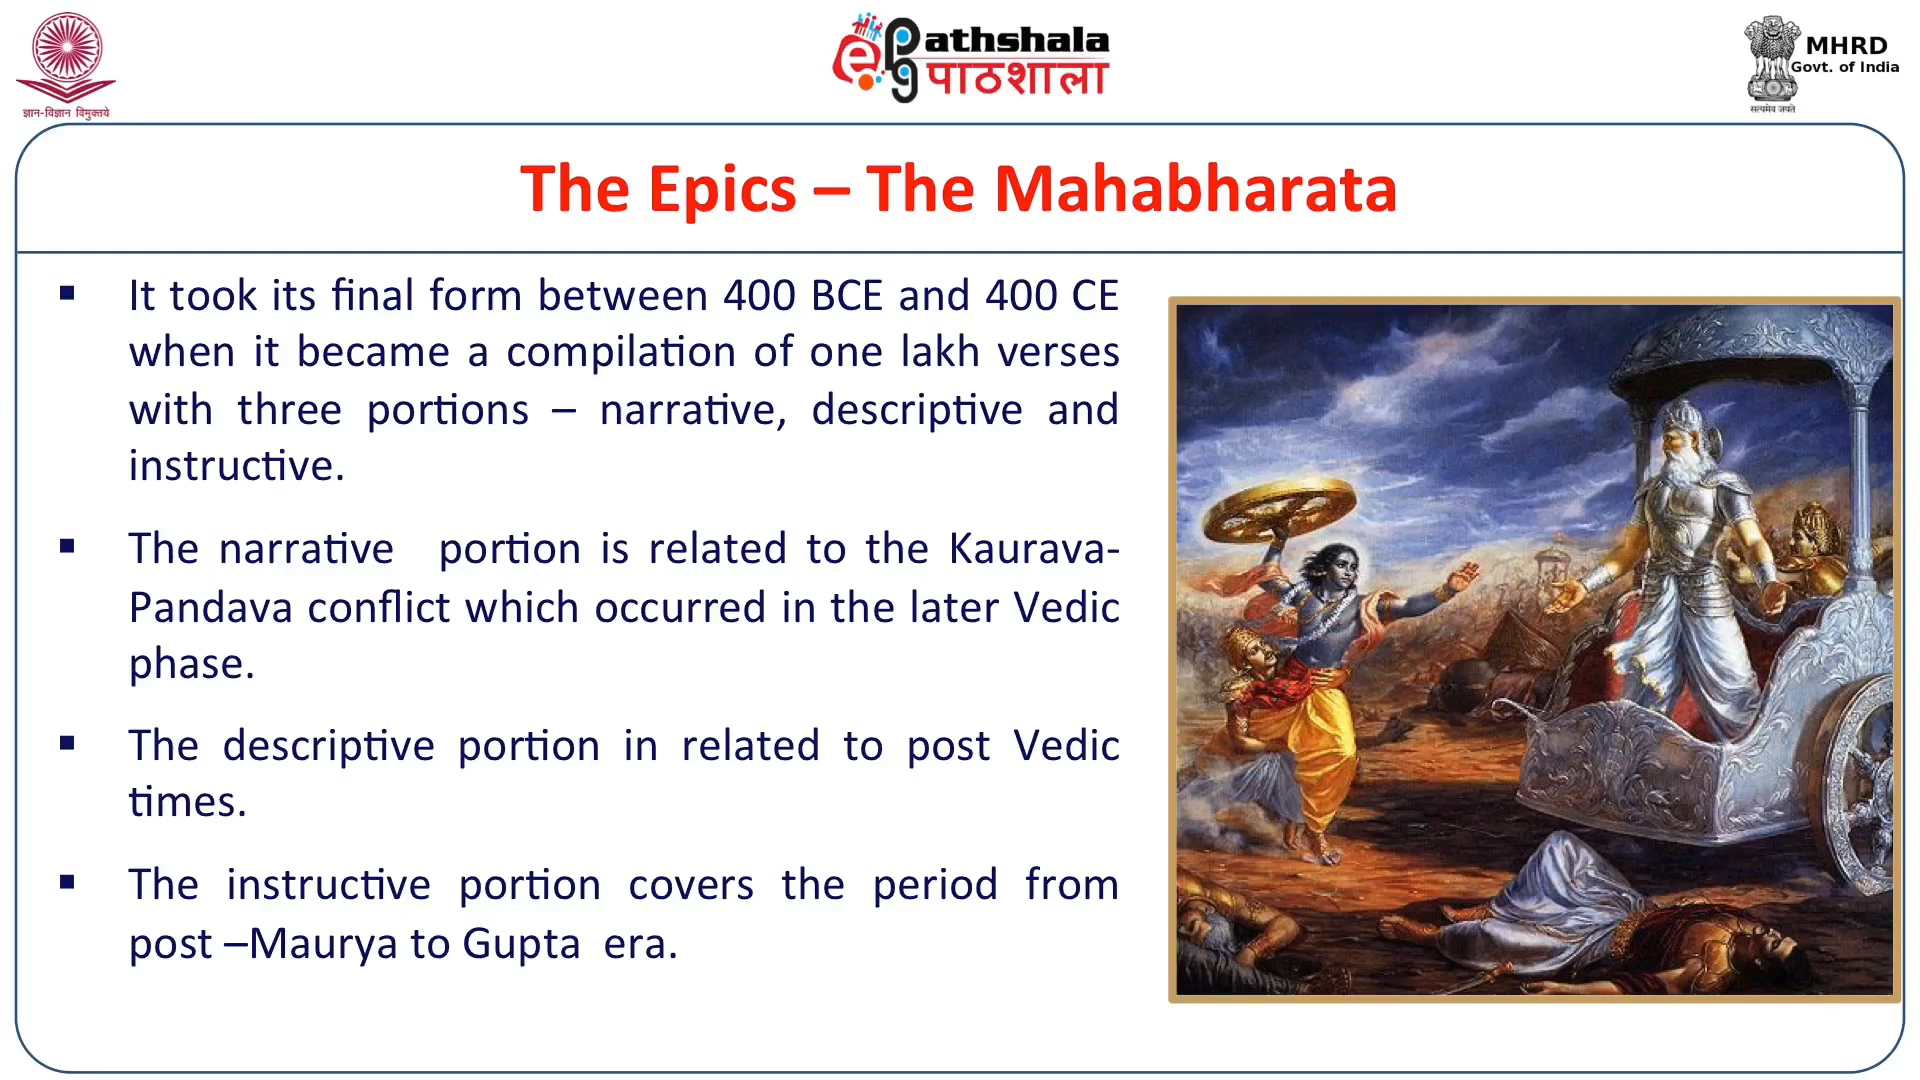 ज्ञान-विज्ञान विमुक्तये
ePG Pathshala
पाठशाला
MHRD
Govt. of India
सत्यमेव जयते
The Epics – The Mahabharata
▪ It took its final form between 400 BCE and 400 CE
when it became a compilation of one lakh verses
with three portions – narrative, descriptive and
instructive.
▪ The narrative portion is related to the Kaurava-
Pandava conflict which occurred in the later Vedic
phase.
▪ The descriptive portion in related to post Vedic
times.
▪ The instructive portion covers the period from
post –Maurya to Gupta era.